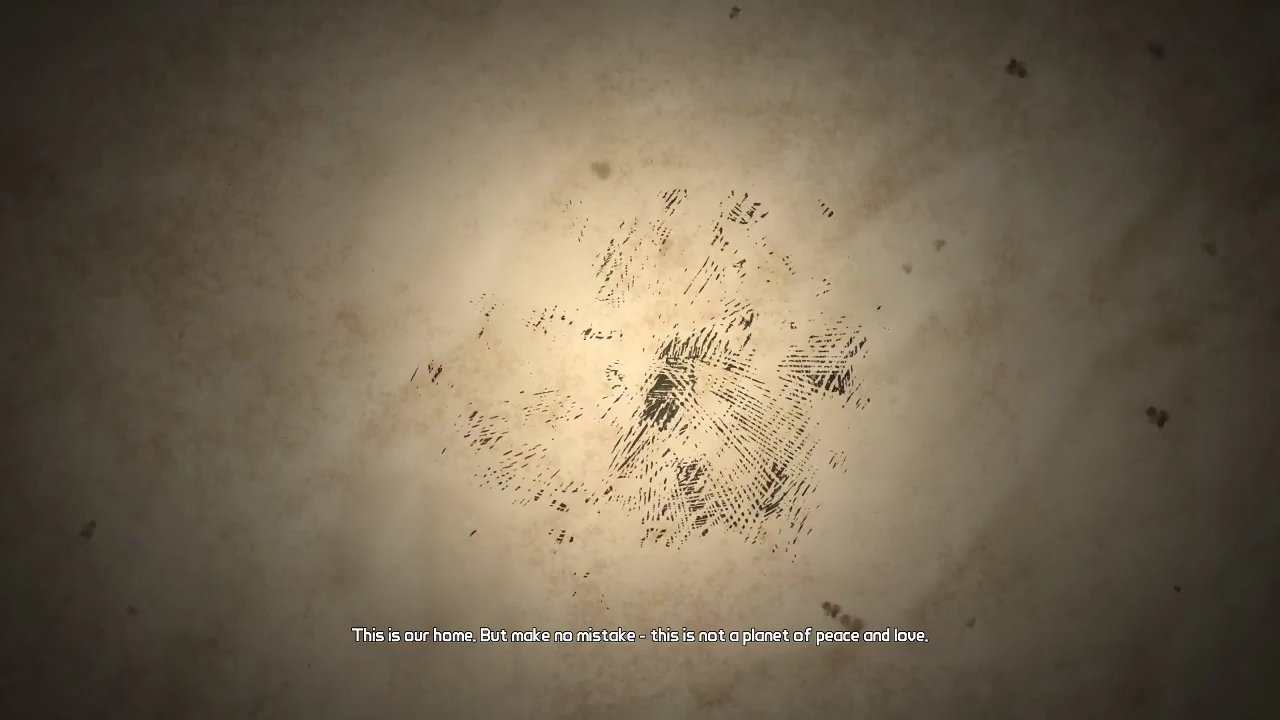 This is our home. But make no mistake - this is not a planet of peace and love.